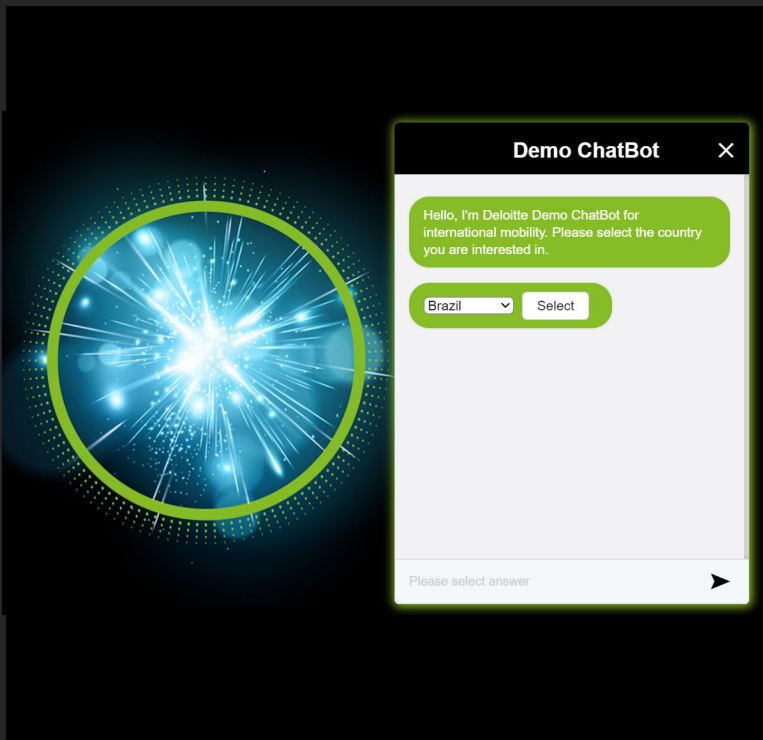 Demo ChatBot
Hello, I'm Deloitte Demo ChatBot for
international mobility. Please select the country
you are interested in.
Brazil
Select
Please select answer